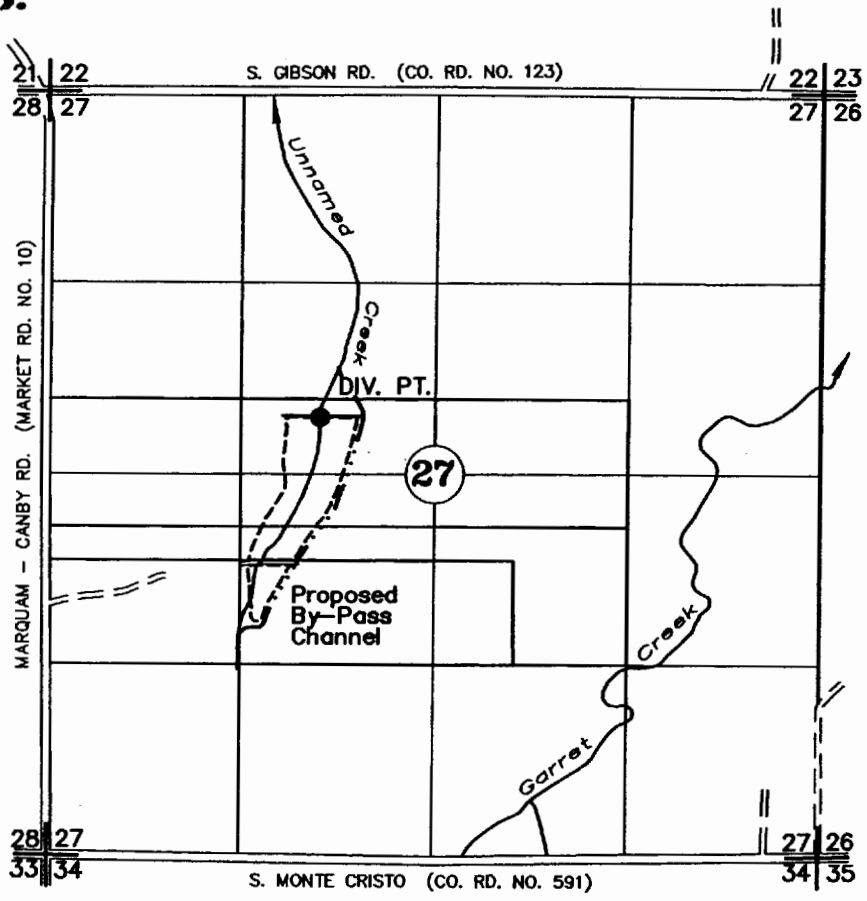 21 22
28 27
S. GIBSON RD. (CO. RD. NO. 123)
22 23
27 26
MARQUAM – CANBY RD. (MARKET RD. NO. 10)
Unnamed
Creek
DIV. PT.
27
Proposed
By-Pass
Channel
Creek
Garret
28 27
33 34
S. MONTE CRISTO (CO. RD. NO. 591)
27 26
34 35